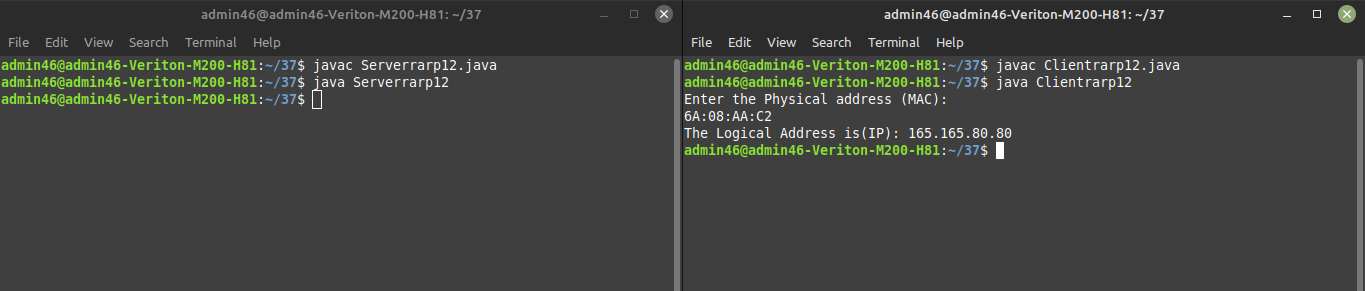 admin46@admin46-Veriton-M200-H81: ~/37
File Edit View Search Terminal Help
admin46@admin46-Veriton-M200-H81:~/37$ javac Serverrarp12.java
admin46@admin46-Veriton-M200-H81:~/37$ java Serverrarp12
admin46@admin46-Veriton-M200-H81:~/37$
admin46@admin46-Veriton-M200-H81: ~/37
File Edit View Search Terminal Help
admin46@admin46-Veriton-M200-H81:~/37$ javac Clientrarp12.java
admin46@admin46-Veriton-M200-H81:~/37$ java Clientrarp12
Enter the Physical address (MAC):
6A:08:AA:C2
The Logical Address is(IP): 165.165.80.80
admin46@admin46-Veriton-M200-H81:~/37$